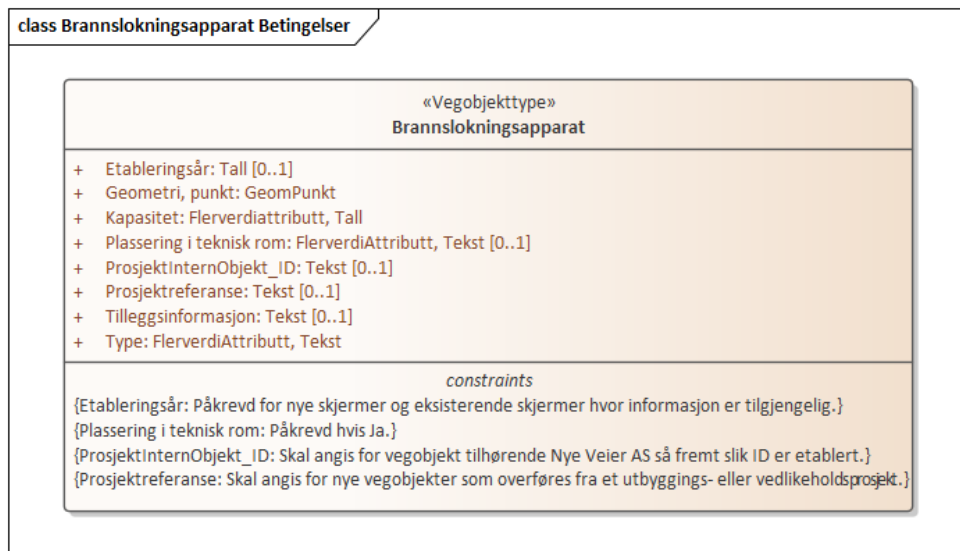 class Brannslokningsapparat Betingelser
«Vegobjekttype»
Brannslokningsapparat
+ Etableringsår: Tall [0..1]
+ Geometri, punkt: GeomPunkt
+ Kapasitet: Flerverdiattributt, Tall
+ Plassering i teknisk rom: FlerverdiAttributt, Tekst [0..1]
+ ProsjektInternObjekt_ID: Tekst [0..1]
+ Prosjektreferanse: Tekst [0..1]
+ Tilleggsinformasjon: Tekst [0..1]
+ Type: FlerverdiAttributt, Tekst
constraints
{Etableringsår: Påkrevd for nye skjermer og eksisterende skjermer hvor informasjon er tilgjengelig.}
{Plassering i teknisk rom: Påkrevd hvis Ja.}
{ProsjektInternObjekt_ID: Skal angis for vegobjekt tilhørende Nye Veier AS så fremt slik ID er etablert.}
{Prosjektreferanse: Skal angis for nye vegobjekter som overføres fra et utbyggings- eller vedlikeholdsprosjekt.}